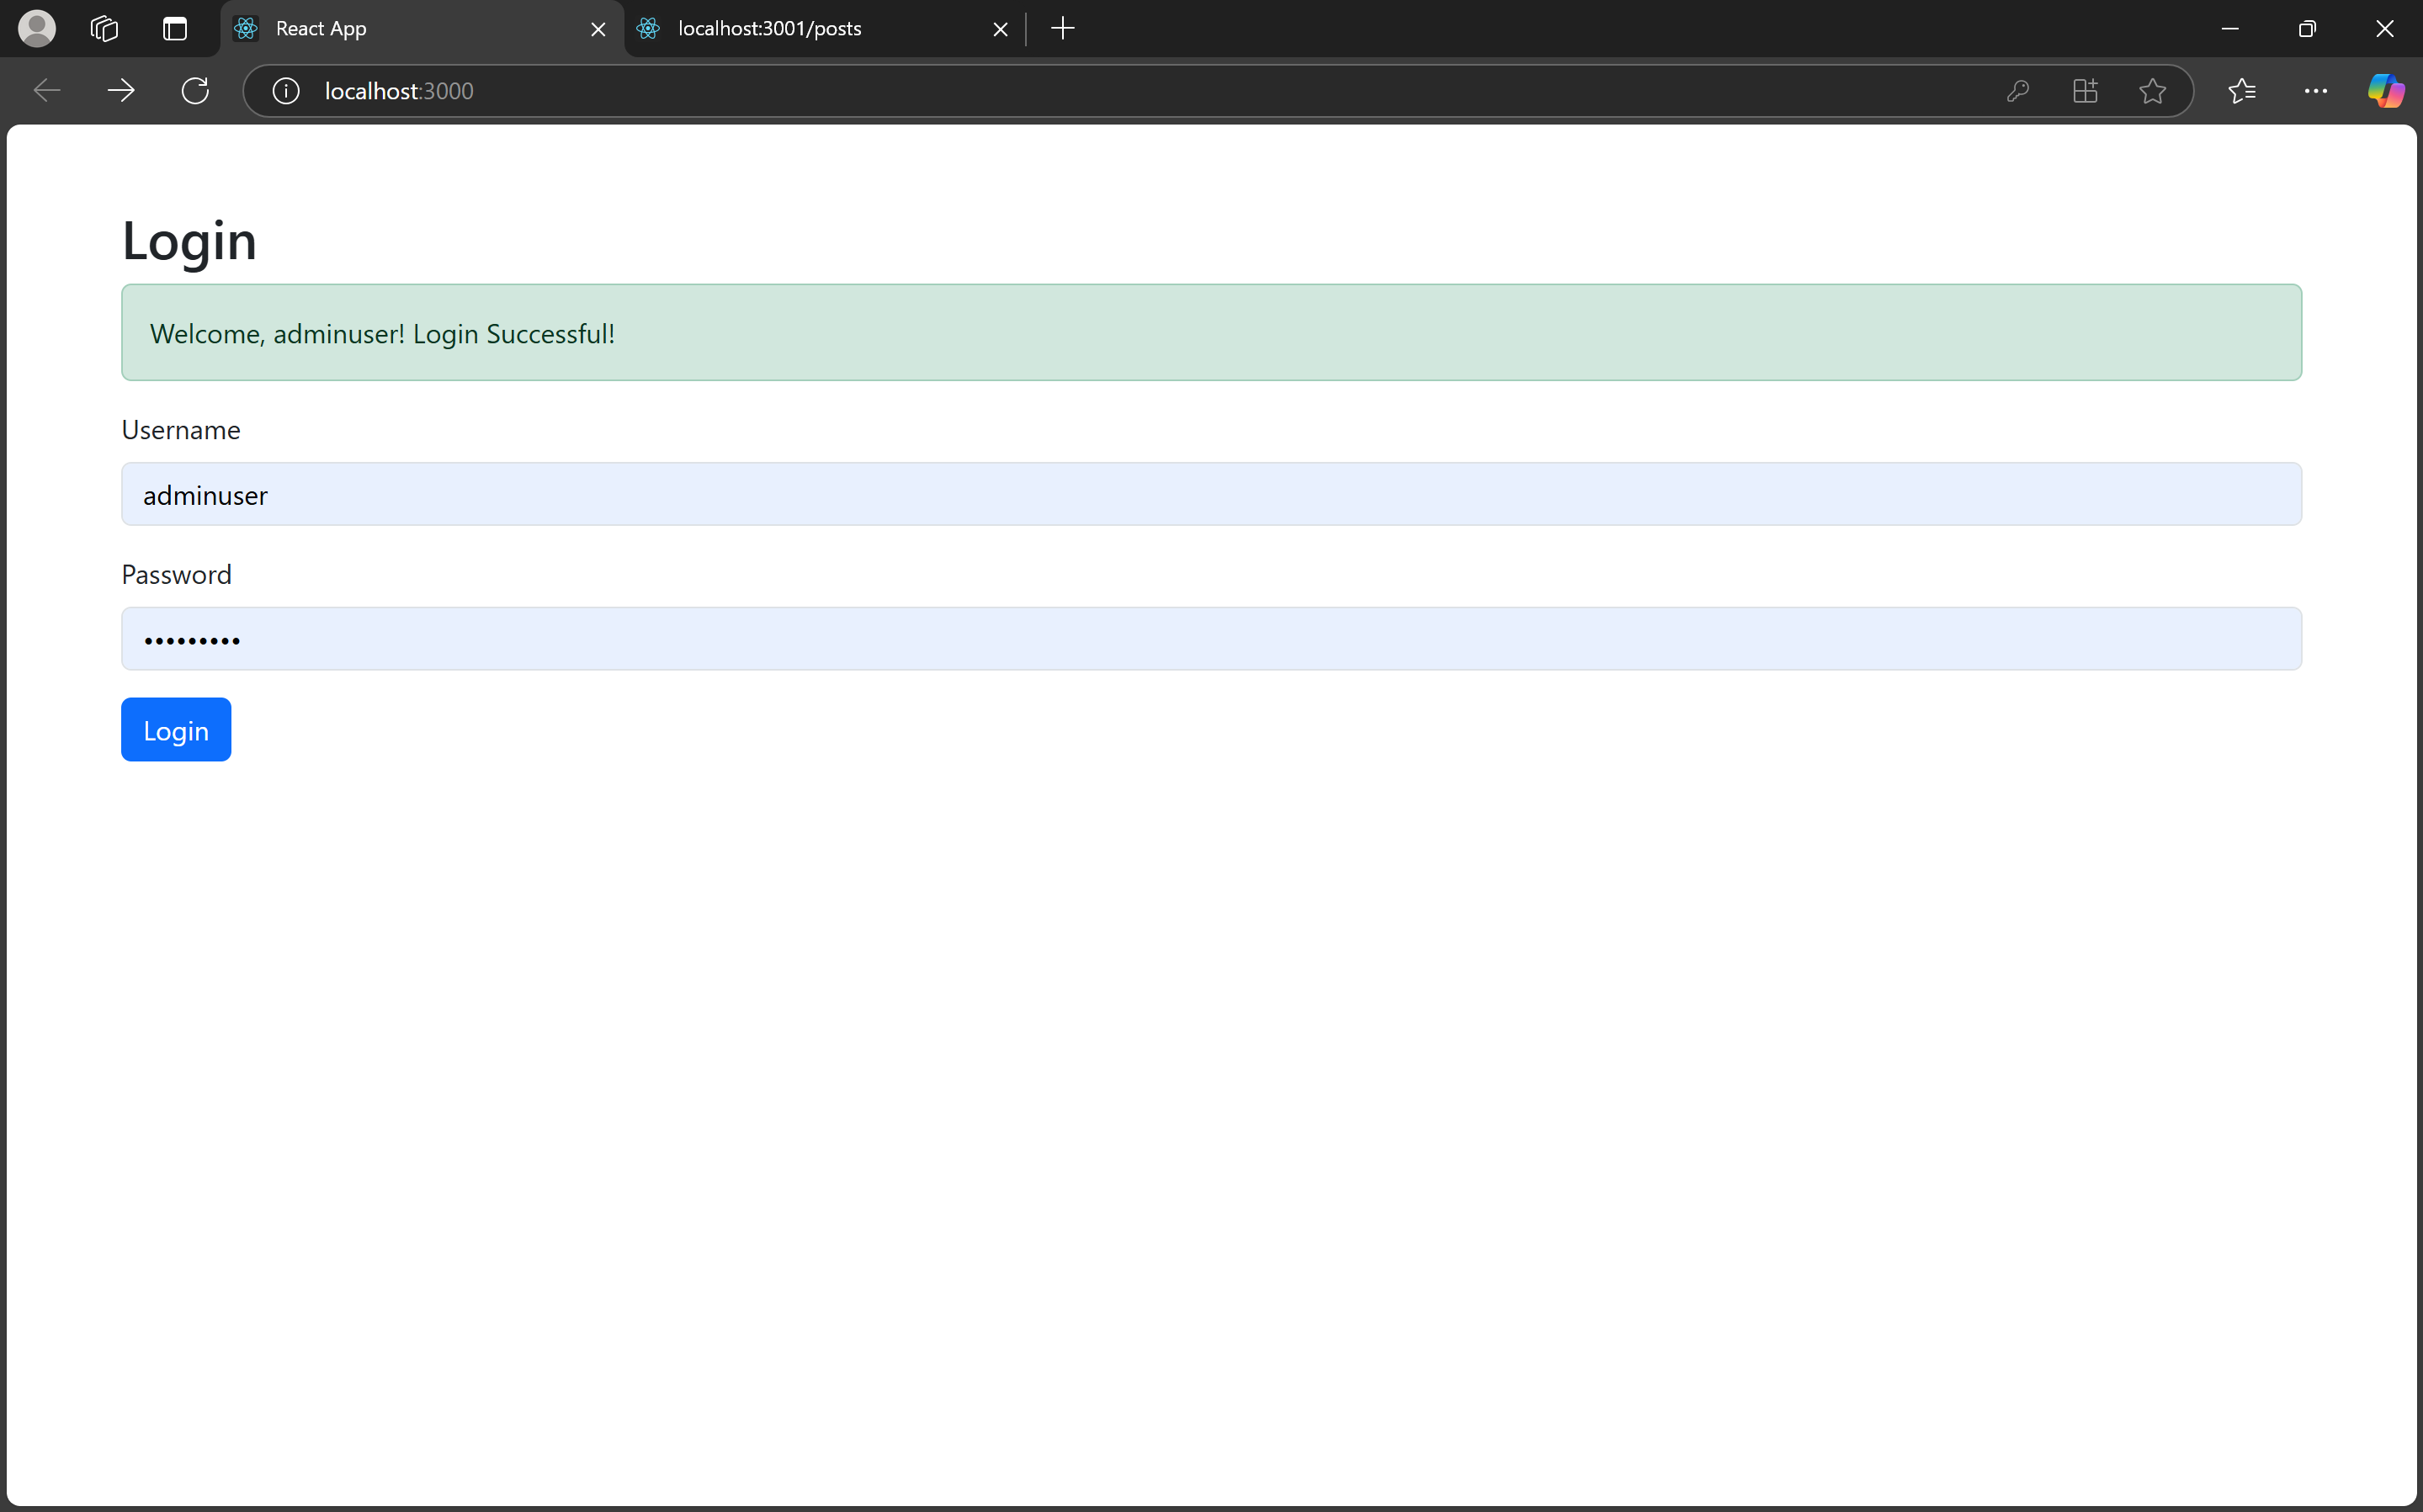 React App
localhost:3001/posts
localhost:3000
Login
Welcome, adminuser! Login Successful!
Username
adminuser
Password
•••••••••
Login